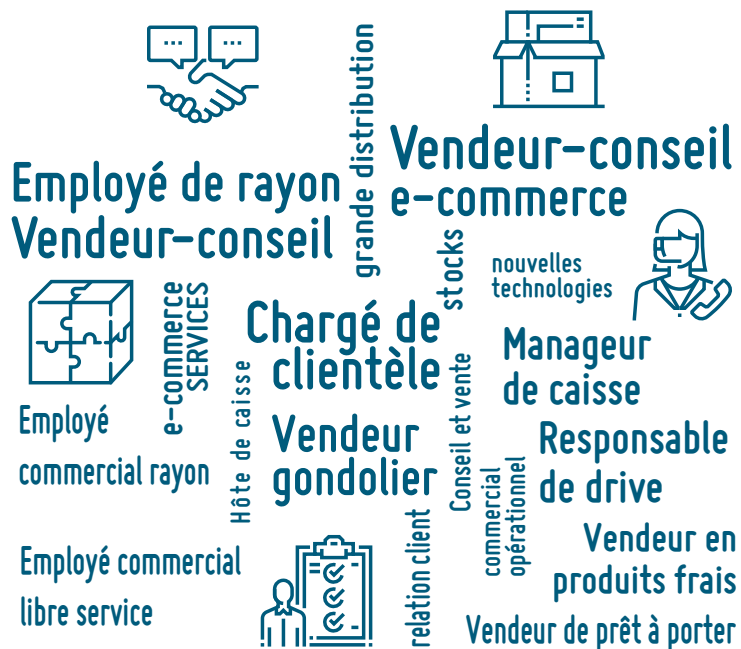 grande distribution
Vendeur-conseil
e-commerce
Employé de rayon
Vendeur-conseil
stocks
nouvelles
technologies
e-commerce
SERVICES
Chargé de
clientèle
Manageur
de caisse
Hôte de caisse
Conseil et vente
Employé
commercial rayon
Vendeur
gondolier
Responsable
de drive
commercial
opérationnel
relation client
Vendeur en
produits frais
Employé commercial
libre service
Vendeur de prêt à porter